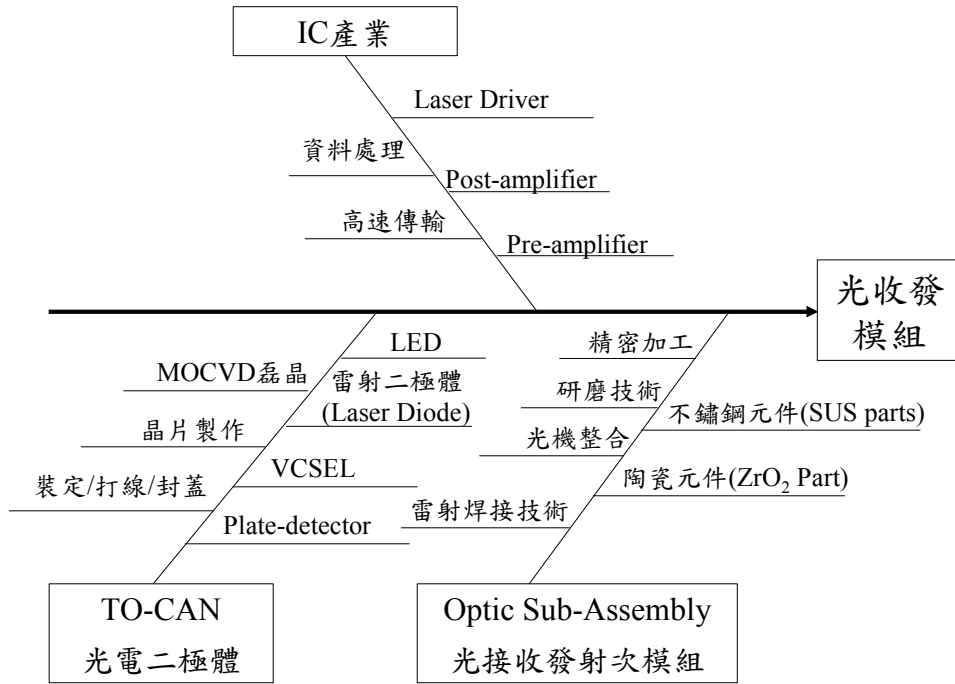 IC產業
Laser Driver
資料處理
Post-amplifier
高速傳輸
Pre-amplifier
光收發
模組
LED
MOCVD磊晶
雷射二極體
(Laser Diode)
晶片製作
VCSEL
裝定/打線/封蓋
Plate-detector
TO-CAN
光電二極體
精密加工
研磨技術
不鏽鋼元件(SUS parts)
光機整合
陶瓷元件(ZrO₂ Part)
雷射焊接技術
Optic Sub-Assembly
光接收發射次模組